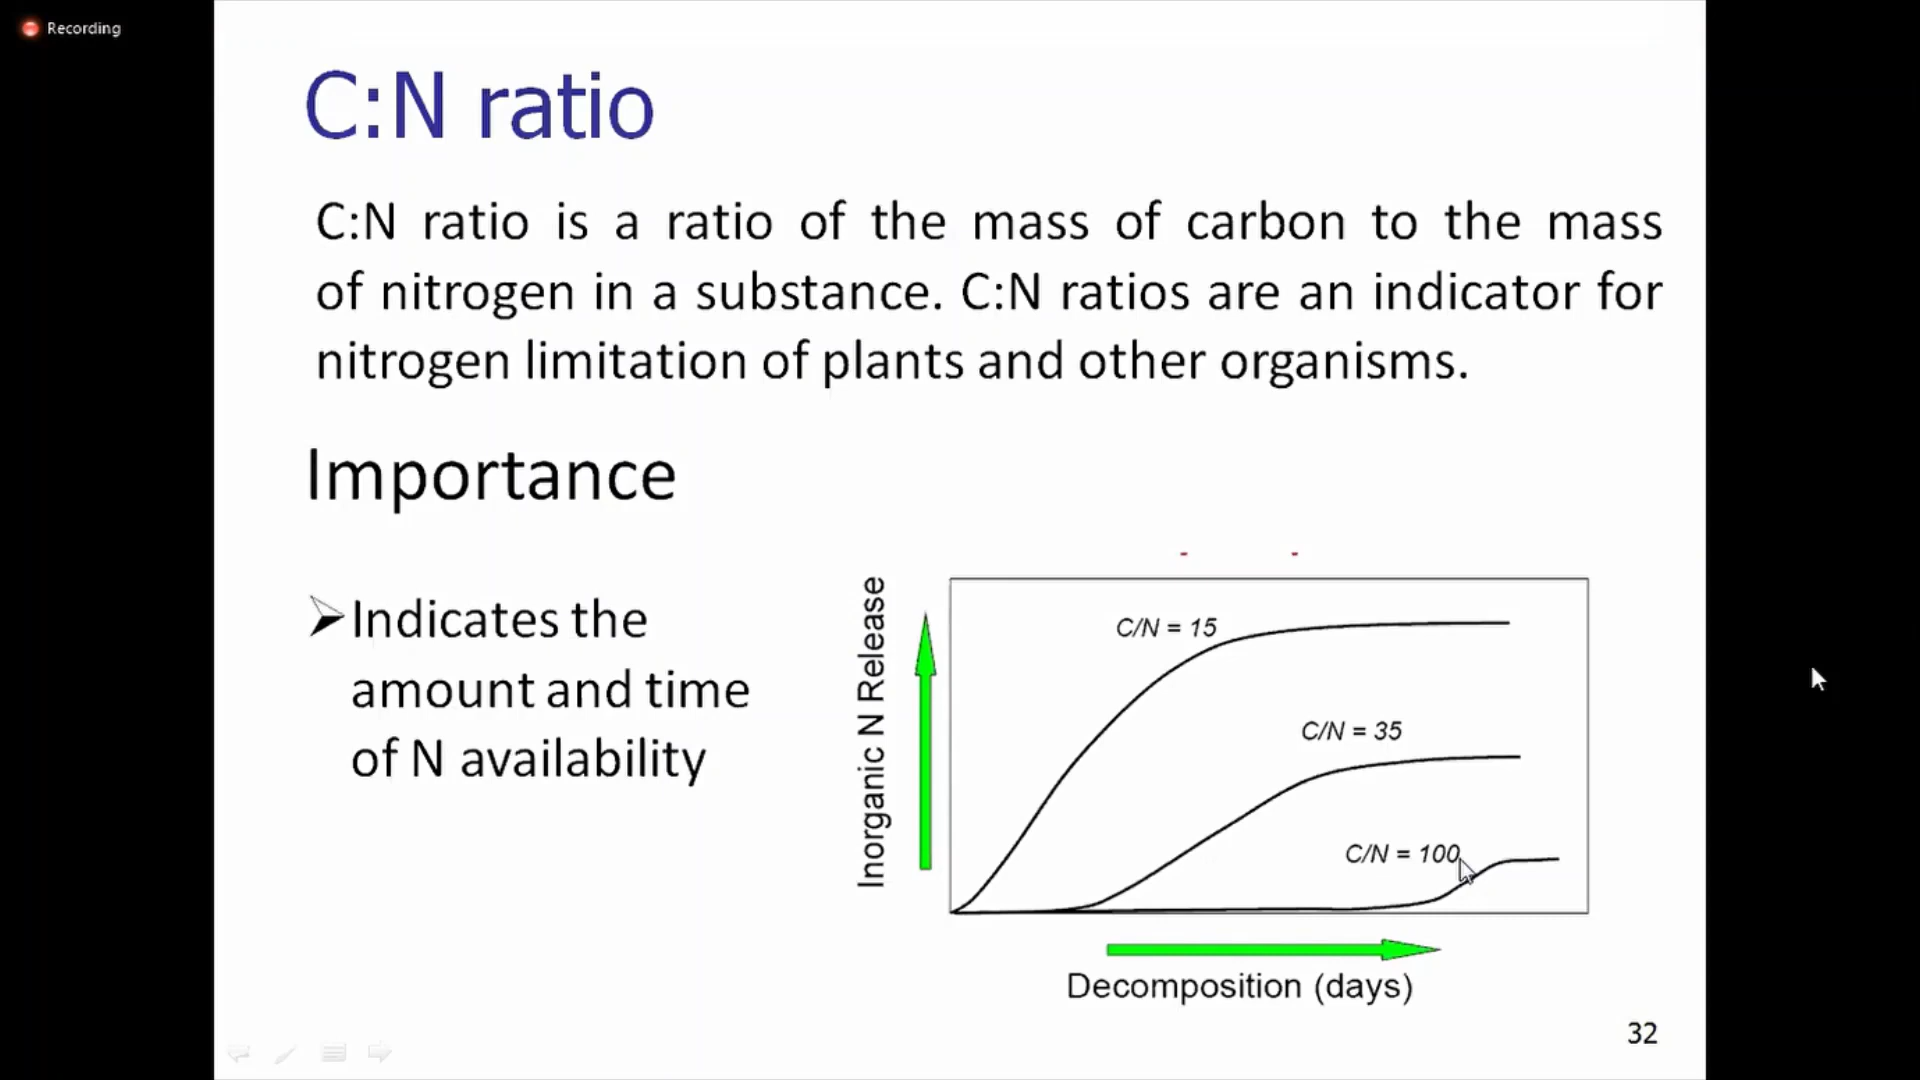 Recording
C:N ratio
C:N ratio is a ratio of the mass of carbon to the mass
of nitrogen in a substance. C:N ratios are an indicator for
nitrogen limitation of plants and other organisms.
Importance
➢Indicates the
amount and time
of N availability
Inorganic N Release
C/N = 15
C/N = 35
C/N = 100
Decomposition (days)
32